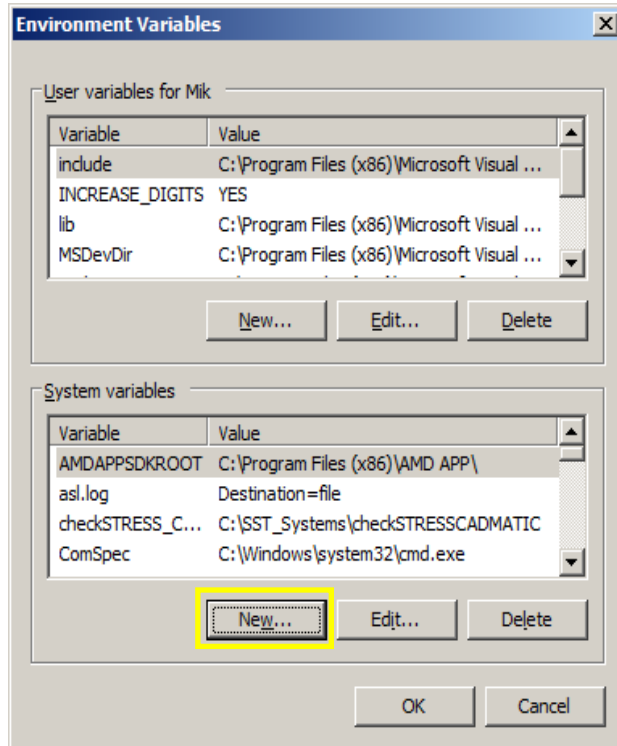 Environment Variables
User variables for Mik
Variable Value
include C:\Program Files (x86)\Microsoft Visual ...
INCREASE_DIGITS YES
lib C:\Program Files (x86)\Microsoft Visual ...
MSDevDir C:\Program Files (x86)\Microsoft Visual ...
New... Edit... Delete
System variables
Variable Value
AMDAPPSDKROOT C:\Program Files (x86)\AMD APP\
asl.log Destination=file
checkSTRESS_C... C:\SST_Systems\checkSTRESSCADMATIC
ComSpec C:\Windows\system32\cmd.exe
New... Edit... Delete
OK Cancel